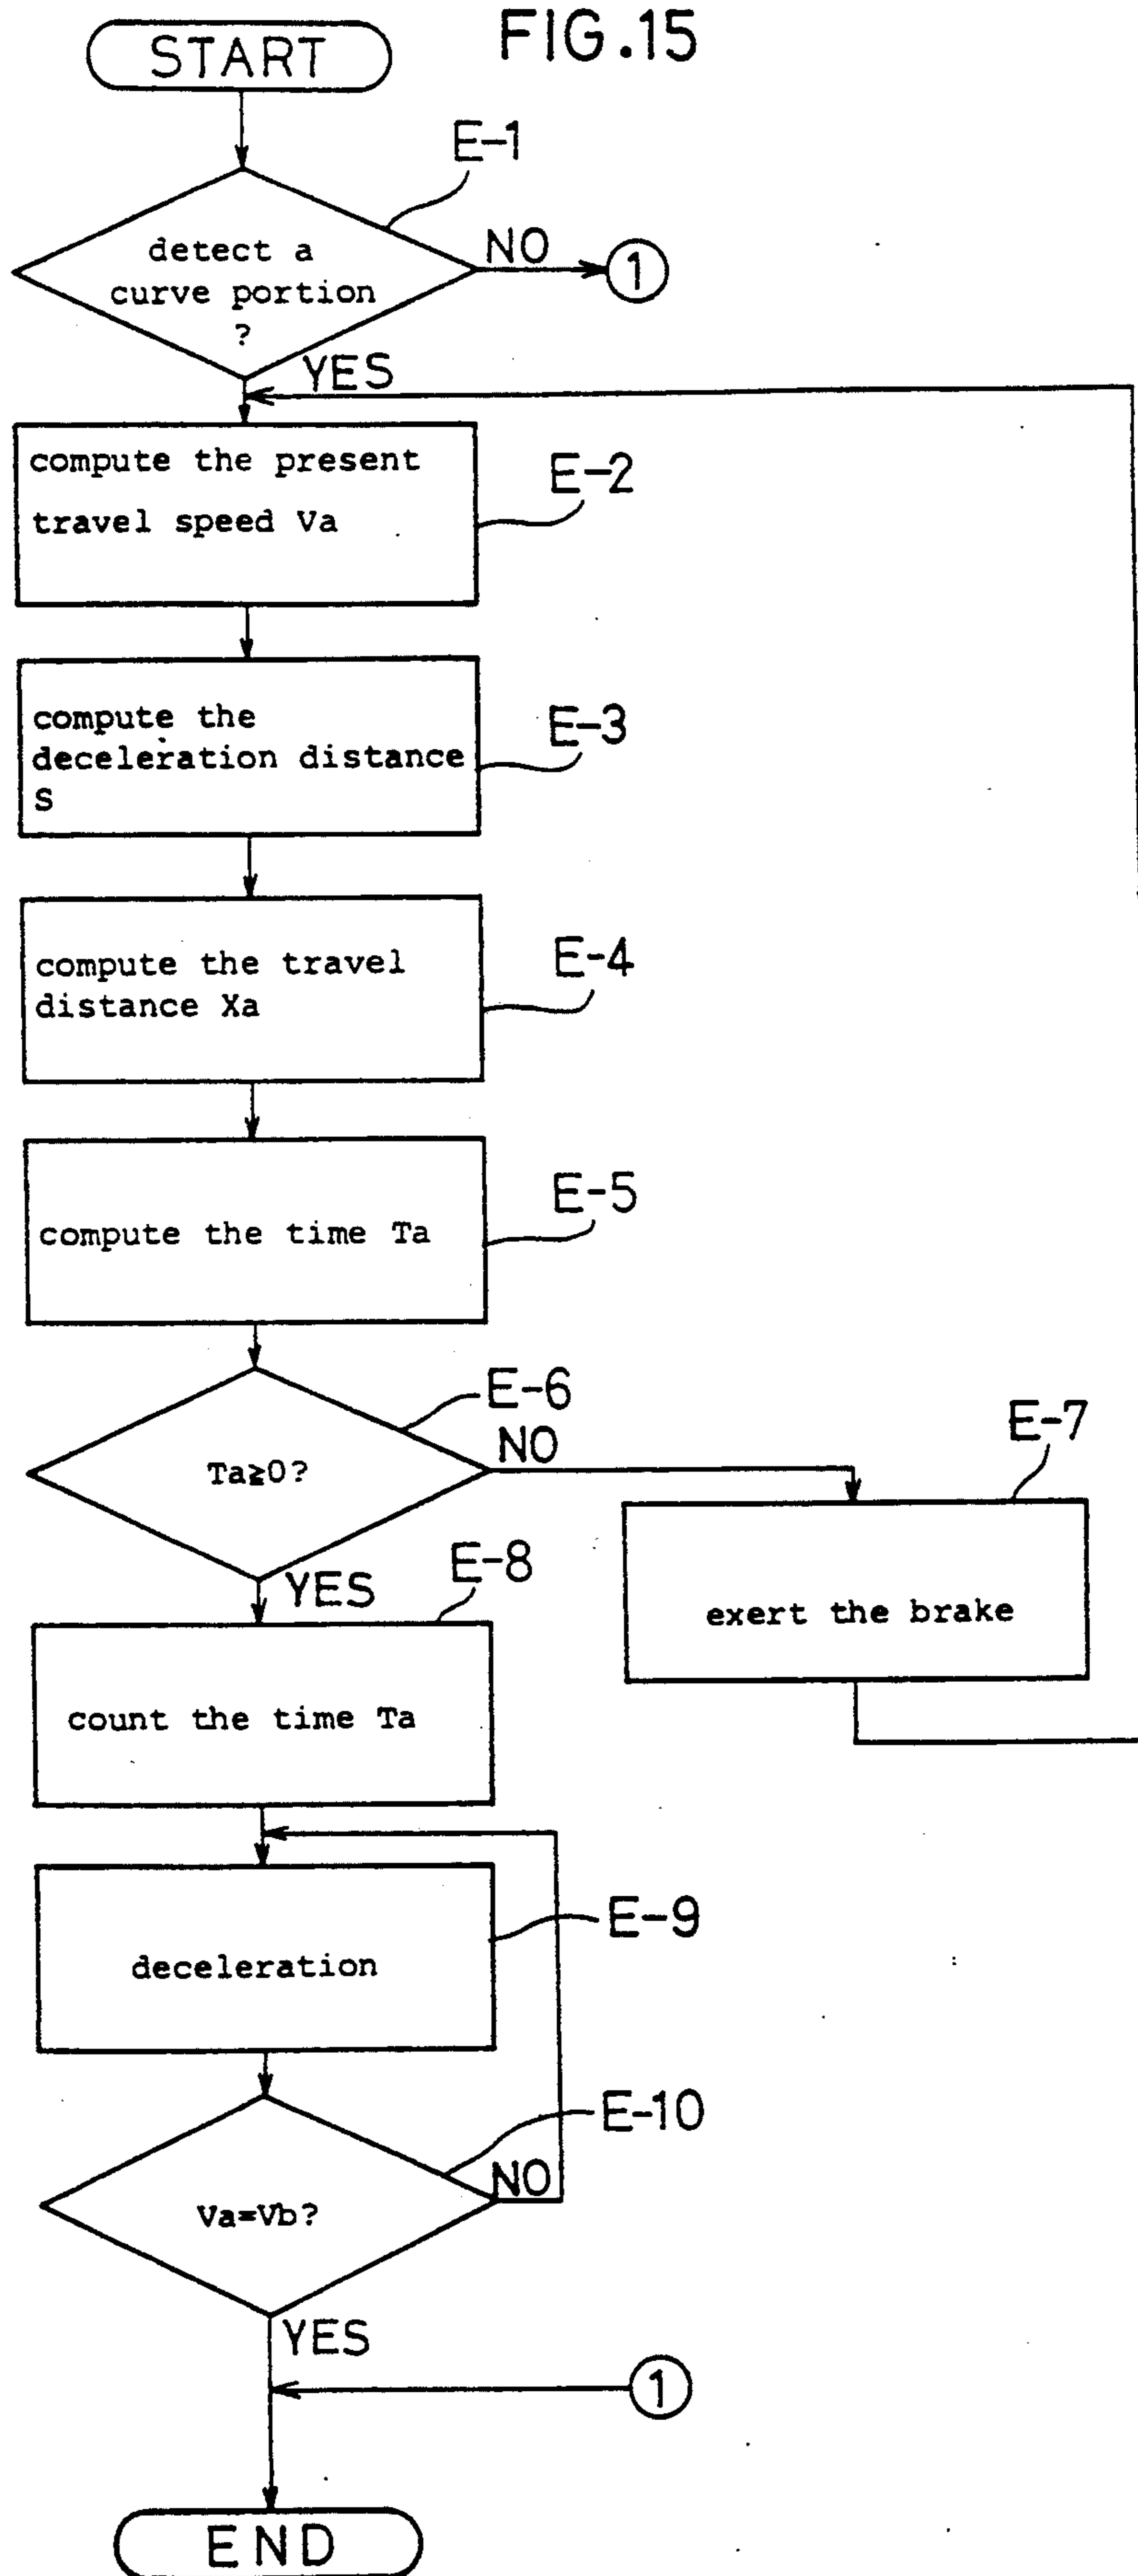 FIG.15
START
E-1
detect a
curve portion
?
NO
1
YES
compute the present
travel speed Va
E-2
compute the
deceleration distance
S
E-3
compute the travel
distance Xa
E-4
compute the time Ta
E-5
E-6
Ta≧0?
NO
E-7
exert the brake
YES
E-8
count the time Ta
E-9
deceleration
E-10
Va=Vb?
NO
YES
1
END